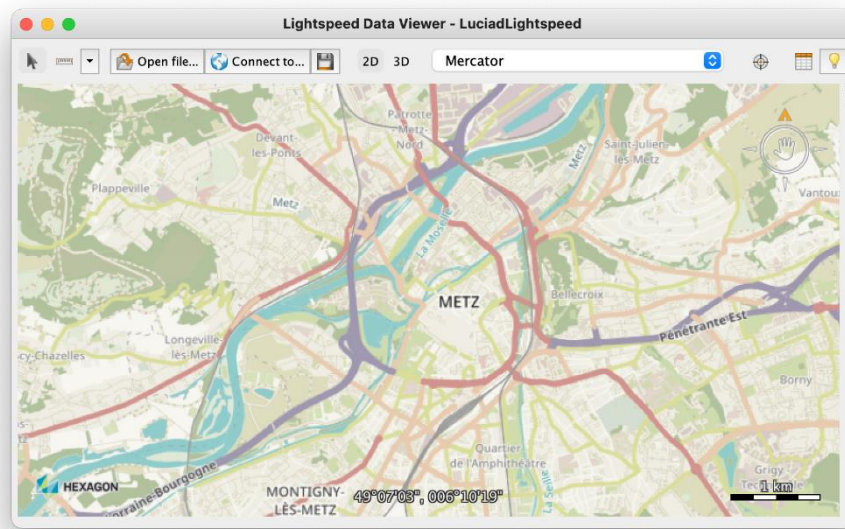 Lightspeed Data Viewer - LuciadLightspeed
Open file...
Connect to...
2D
3D
Mercator
Patrotte
-Metz-
Nord
Devant-
les-Ponts
Metz
Saint-Julien-
lès-Metz
Plappeville
Metz
Vantoux
La Moselle
METZ
Bellecroix
Longeville-
lès-Metz
cy-Chazelles
Pénétrante Est
Borny
Quartier
de l'Amphithéâtre
La Seille
Grigy
HEXAGON
orraine-Bourgogne
MONTIGNY-
LÈS-METZ
49°07'03", 006°10'19"
1 km